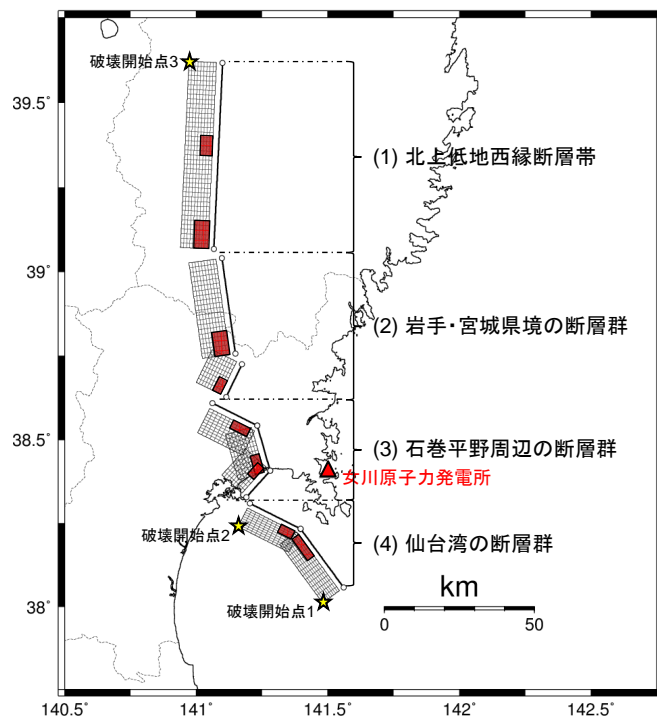 破壊開始点3
39.5
(1) 北上低地西縁断層帯
39
(2) 岩手・宮城県境の断層群
38.5
(3) 石巻平野周辺の断層群
女川原子力発電所
破壊開始点2
(4) 仙台湾の断層群
破壊開始点1
km
38
0
50
140.5
141
141.5
142
142.5